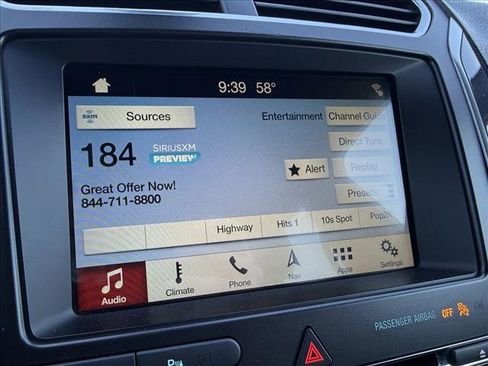 9:39 58°
sxm Sources
Entertainment Channel Guide
184
SIRIUSXM
PREVIEW
Direct Tune
Alert Replay
Great Offer Now!
844-711-8800
Presets
Highway Hits 1 10s Spot
Audio Climate Phone Nav Apps Settings
PASSENGER AIRBAG OFF
P OFF